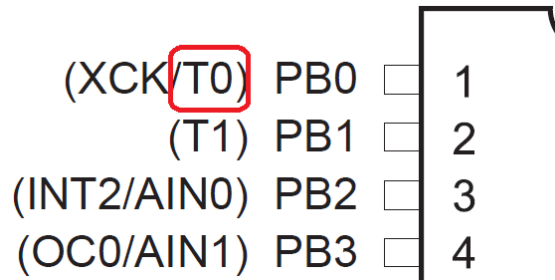 (XCK/T0) PB0 1
(T1) PB1 2
(INT2/AIN0) PB2 3
(OC0/AIN1) PB3 4